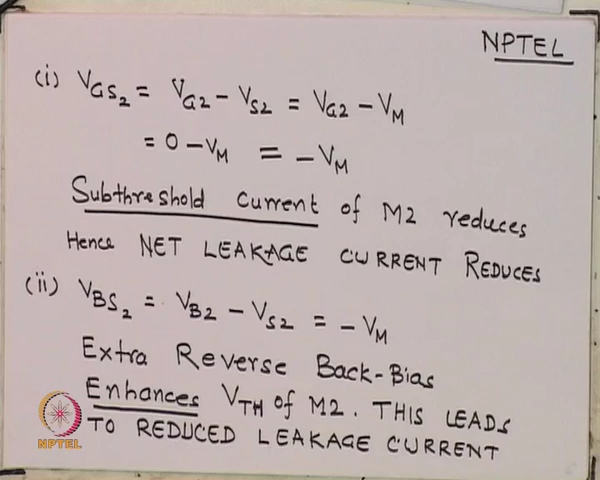 NPTEL
(i) VGS2 = VG2 - VS2 = VG2 - VM
= 0 - VM = - VM
Subthreshold Current of M2 reduces
Hence NET LEAKAGE CURRENT REDUCES
(ii) VBS2 = VB2 - VS2 = - VM
Extra Reverse Back-Bias
Enhances VTH of M2. THIS LEADS
TO REDUCED LEAKAGE CURRENT
NPTEL